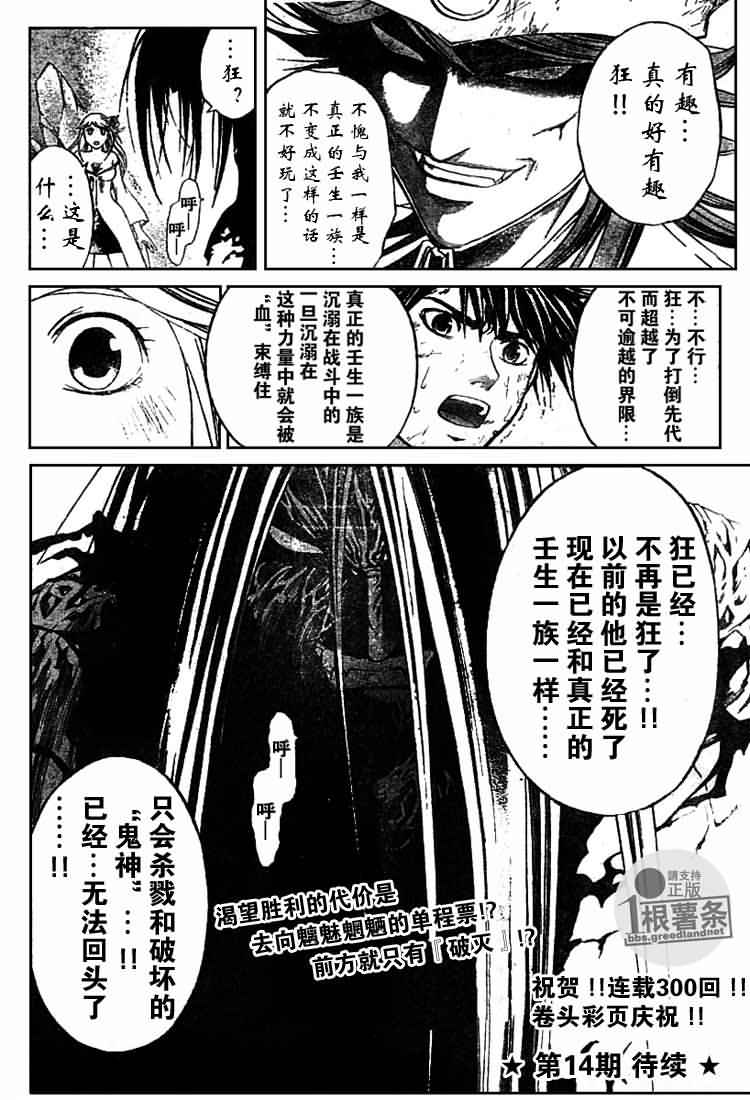 有趣…
真的好有趣
狂!!
不愧与我一样是
真正的壬生一族…
不变成这样的话
就不好玩了…
…狂?
呼—
呼—
…这是
什么…
不…不行…
狂…为了打倒先代
而超越了
不可逾越的界限…
真正的壬生一族是
沉溺在战斗中的
一旦沉溺在
这种力量中就会被
“血”束缚住
狂已经…
不再是狂了…!!
以前的他已经死了
现在已经和真正的
壬生一族一样……
呼—
呼—
只会杀戮和破坏的
“鬼神”…!!
已经…无法回头了
……!!
渴望胜利的代价是
去向魑魅魍魉的单程票!?
前方就只有『破灭』!?
請支持
正版
1根薯条
bbs.greedland.net
祝贺!!连载300回!!
卷头彩页庆祝!!
★ 第14期 待续 ★